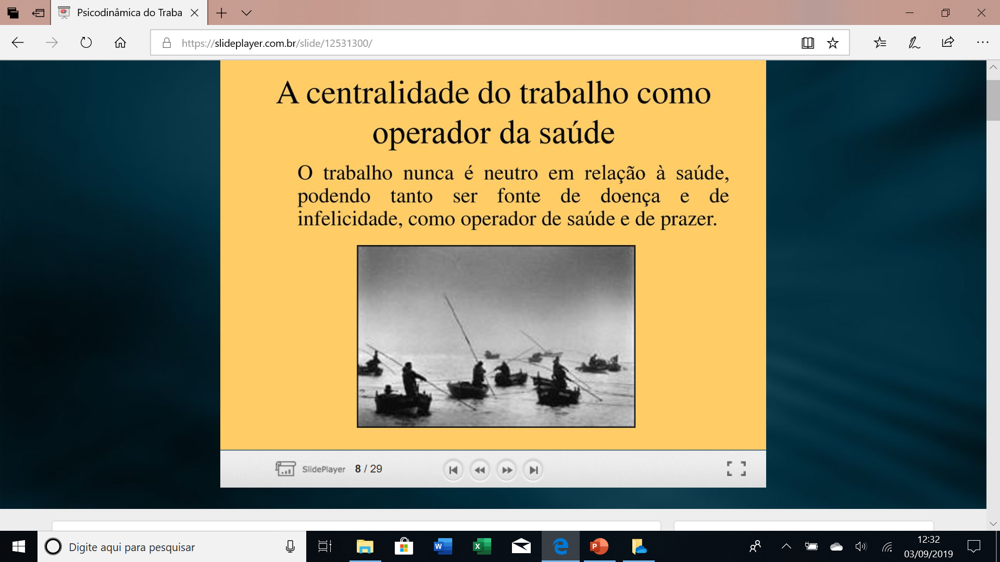 Psicodinâmica do Traba
https://slideplayer.com.br/slide/12531300/
A centralidade do trabalho como
operador da saúde
O trabalho nunca é neutro em relação à saúde,
podendo tanto ser fonte de doença e de
infelicidade, como operador de saúde e de prazer.
SlidePlayer 8 / 29
Digite aqui para pesquisar
12:32
03/09/2019